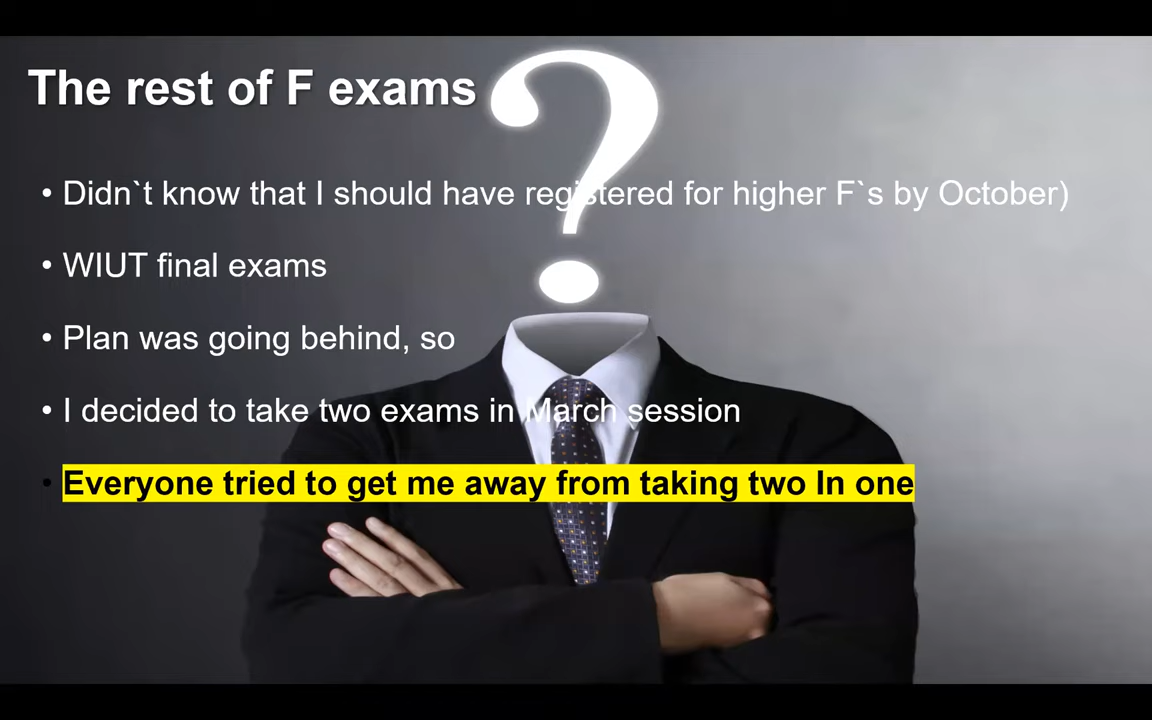 The rest of F exams
• Didn`t know that I should have registered for higher F`s by October)
• WIUT final exams
• Plan was going behind, so
• I decided to take two exams in March session
• Everyone tried to get me away from taking two In one